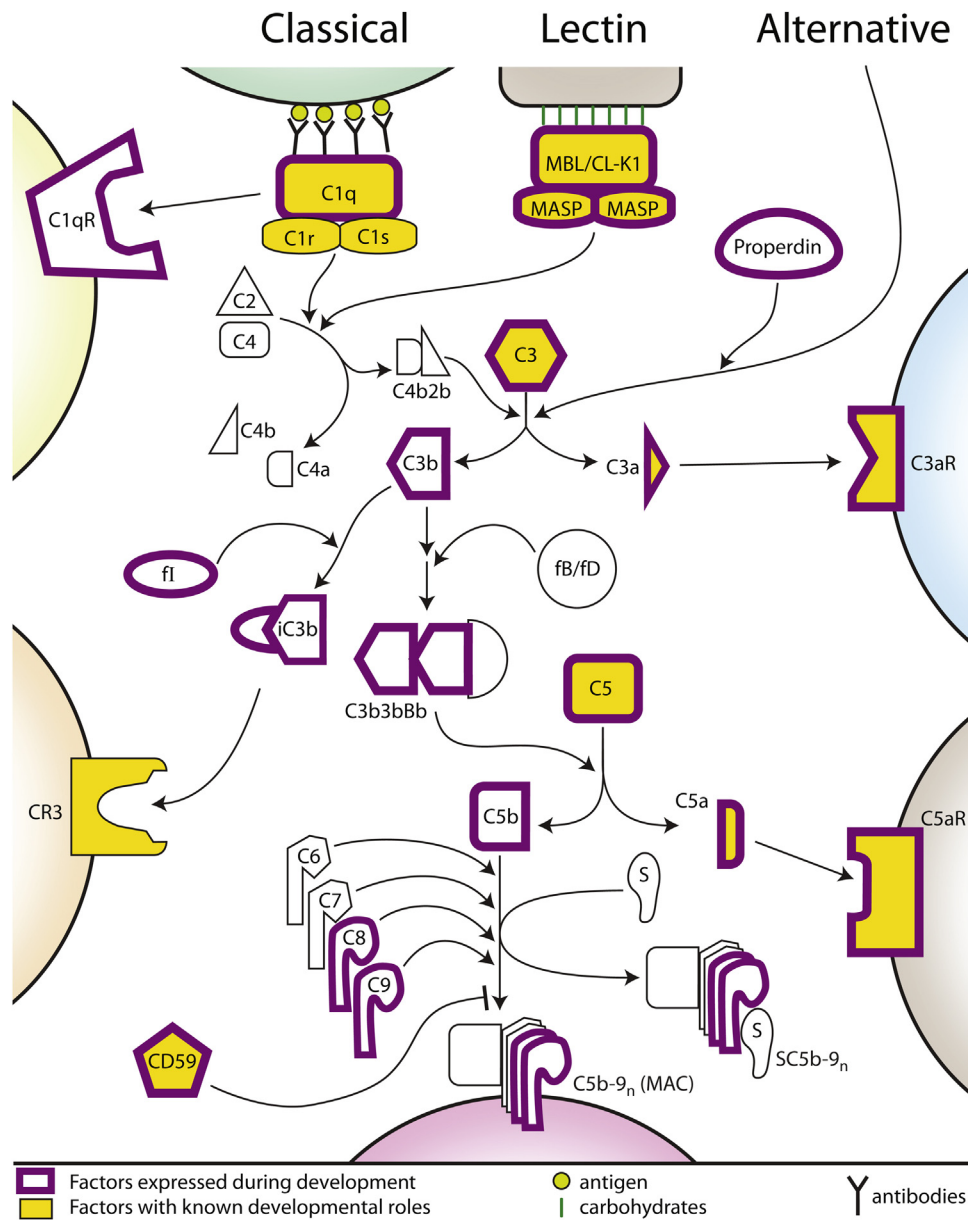 Classical
Lectin
Alternative
C1qR
C1q
C1r
C1s
MBL/CL-K1
MASP
MASP
Properdin
C2
C4
C4b2b
C3
C4b
C4a
C3b
C3a
C3aR
fI
fB/fD
iC3b
C3b3bBb
C5
CR3
C5b
C5a
C5aR
C6
C7
C8
C9
S
CD59
S
SC5b-9n
C5b-9n (MAC)
Factors expressed during development
Factors with known developmental roles
antigen
carbohydrates
antibodies